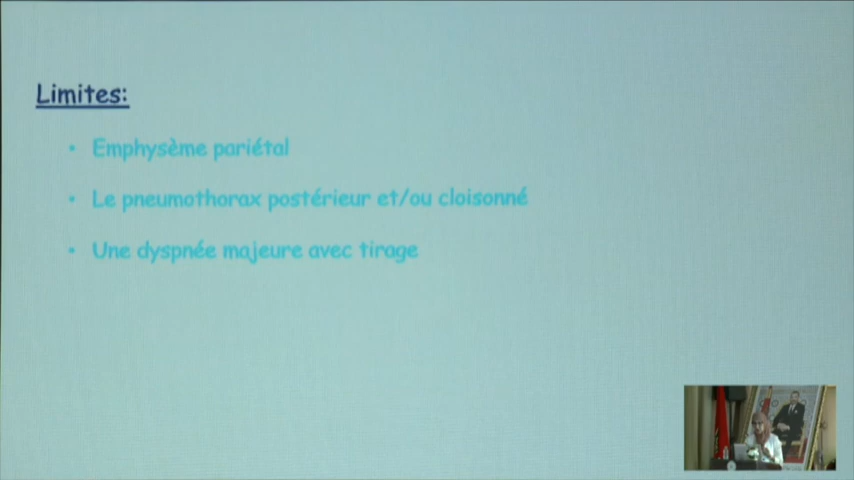 Limites:
• Emphysème pariétal
• Le pneumothorax postérieur et/ou cloisonné
• Une dyspnée majeure avec tirage